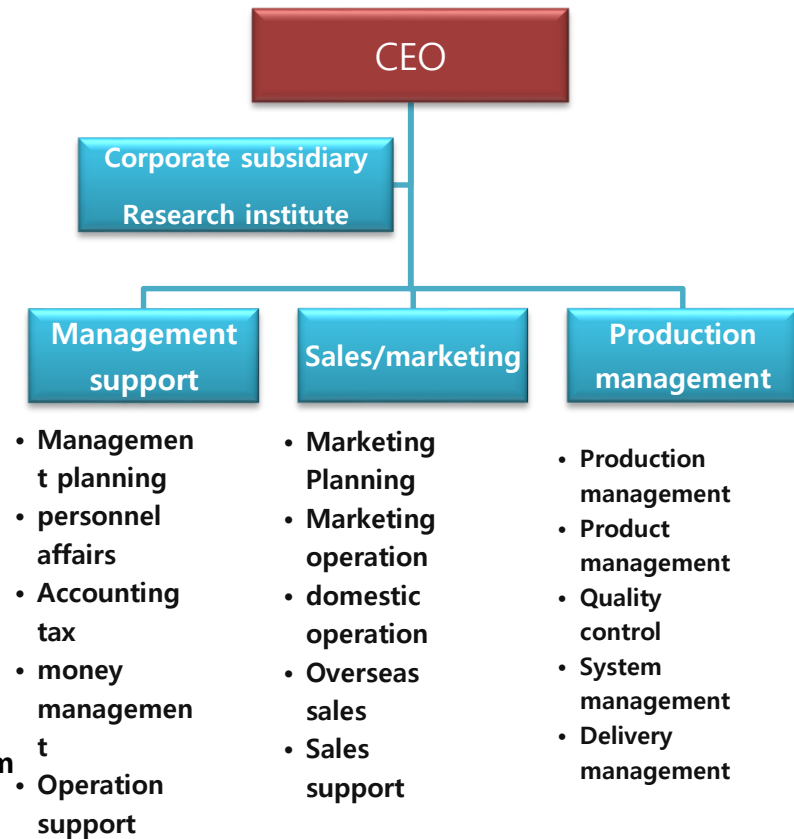 CEO
Corporate subsidiary
Research institute
Management
support
Sales/marketing
Production
management
• Managemen
t planning
• personnel
affairs
• Accounting
tax
• money
managemen
t
• Operation
support
• Marketing
Planning
• Marketing
operation
• domestic
operation
• Overseas
sales
• Sales
support
• Production
management
• Product
management
• Quality
control
• System
management
• Delivery
management